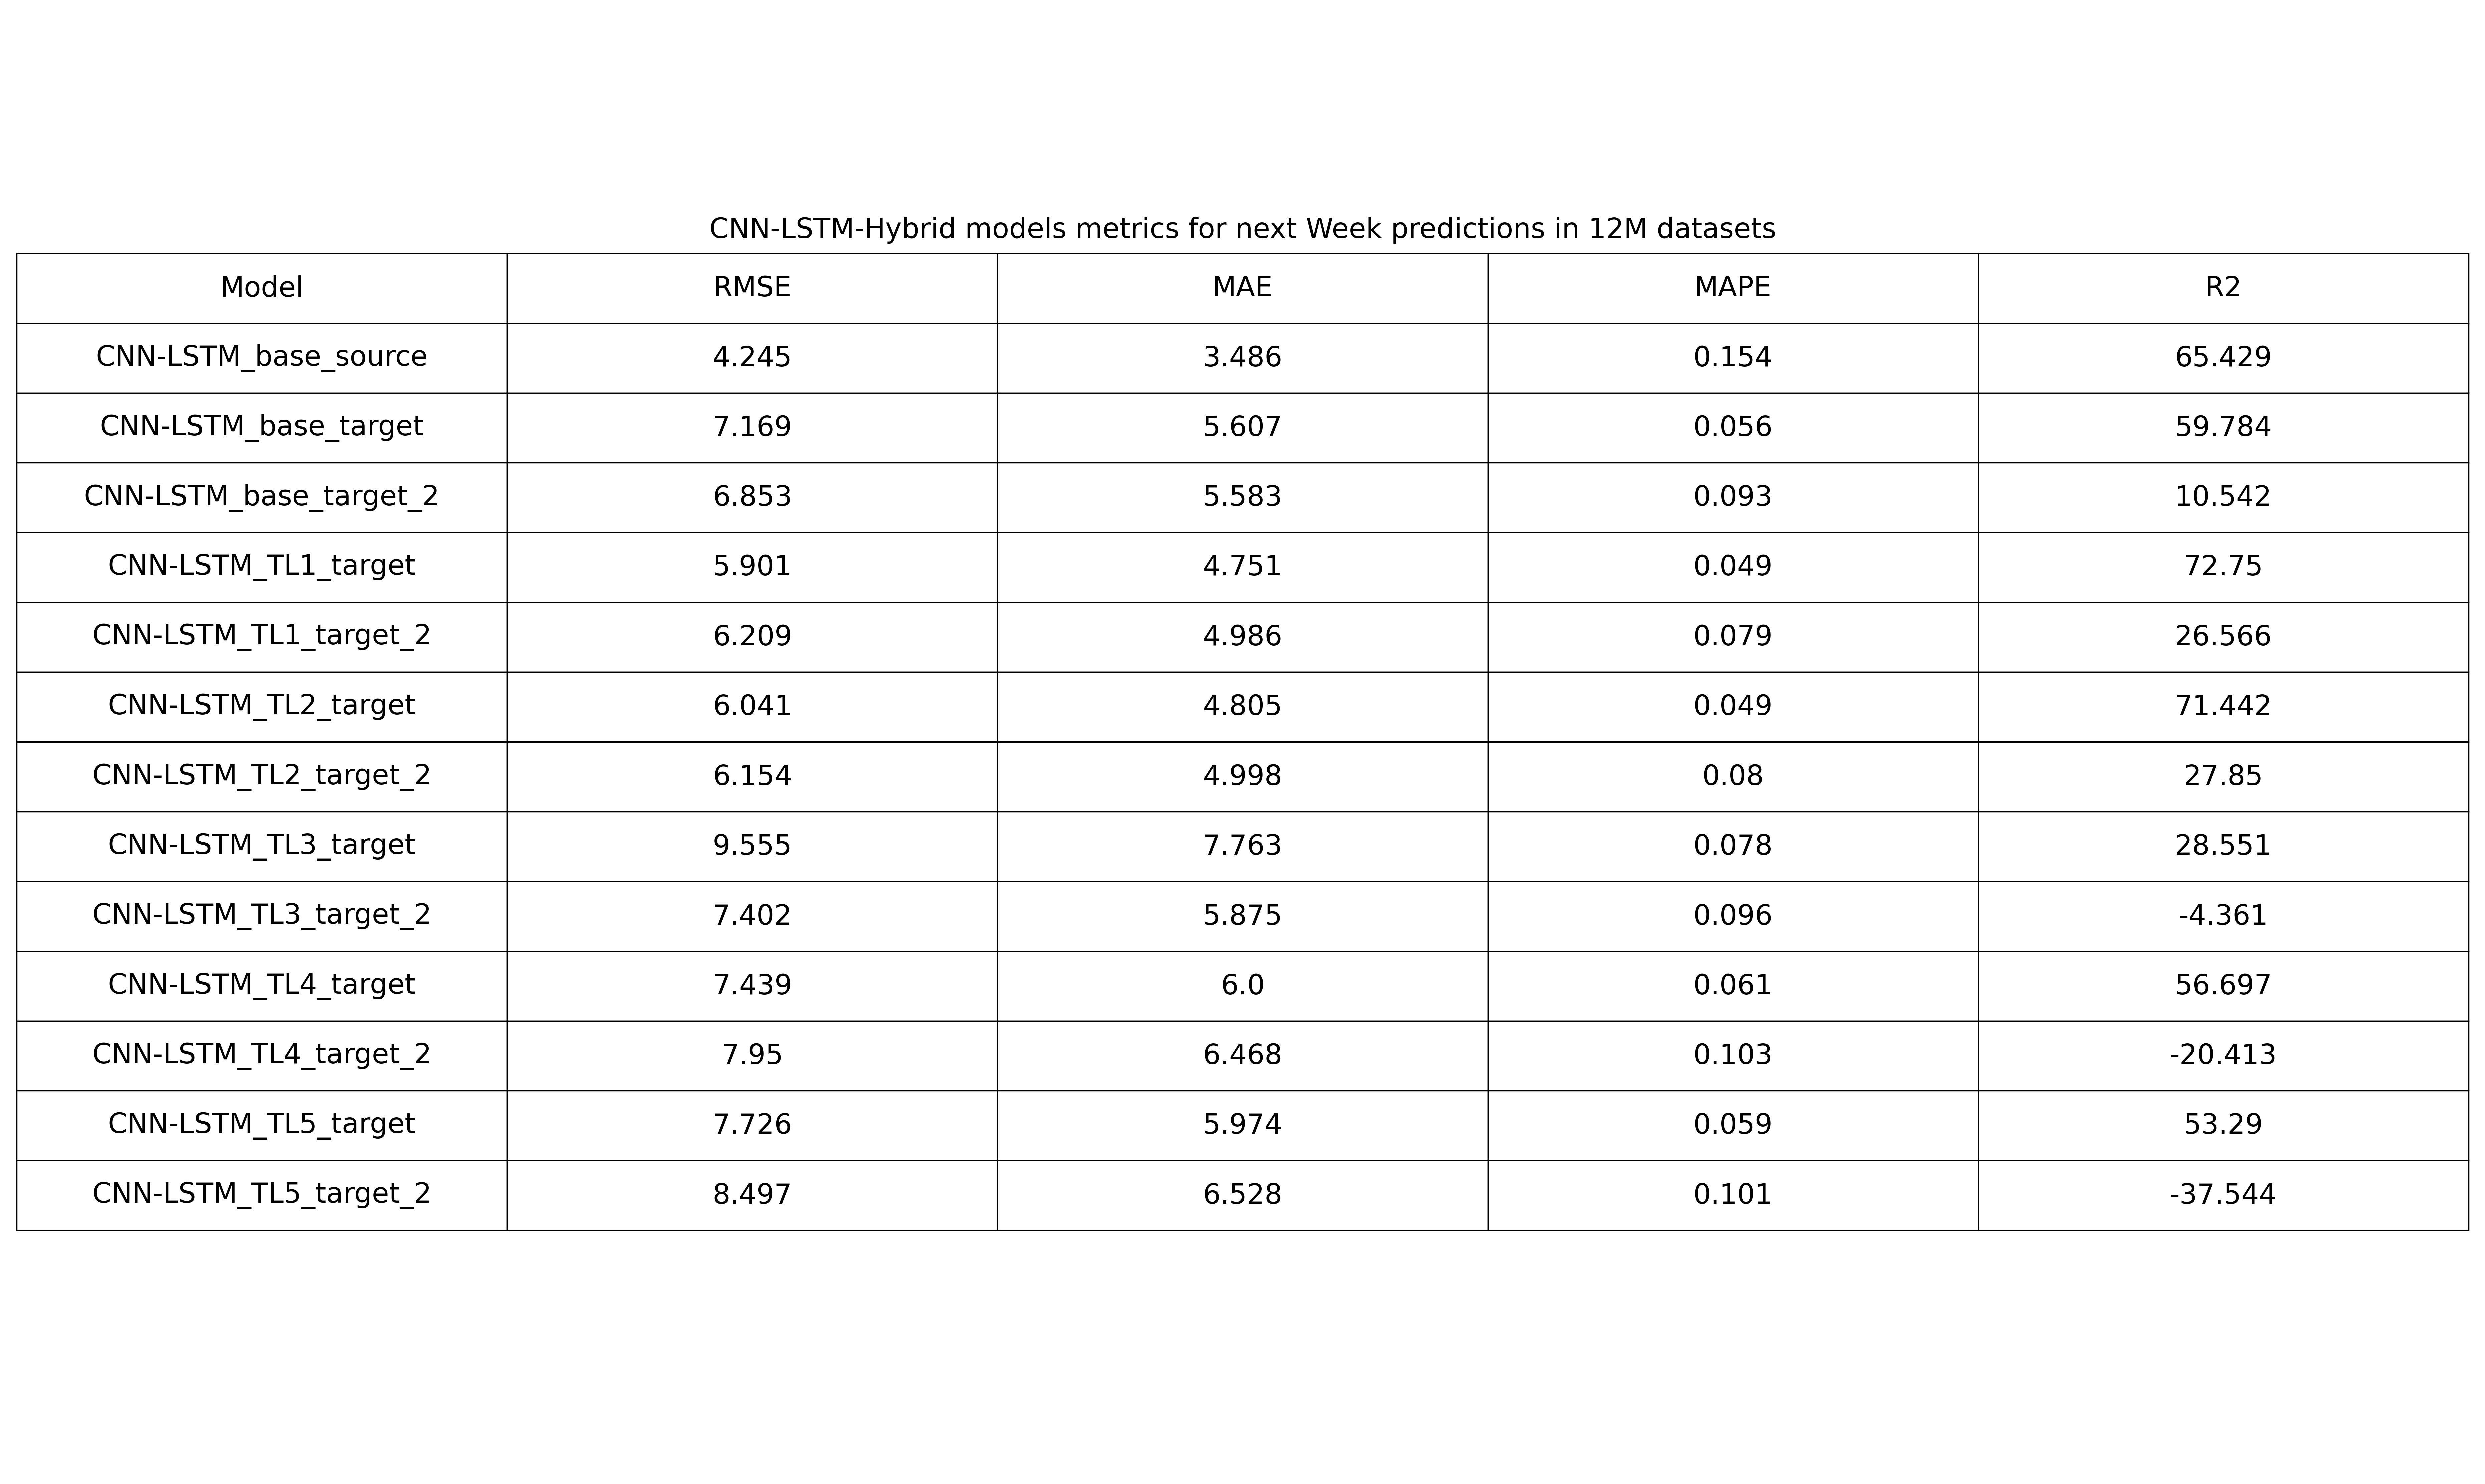 CNN-LSTM-Hybrid models metrics for next Week predictions in 12M datasets
Model RMSE MAE MAPE R2
CNN-LSTM_base_source 4.245 3.486 0.154 65.429
CNN-LSTM_base_target 7.169 5.607 0.056 59.784
CNN-LSTM_base_target_2 6.853 5.583 0.093 10.542
CNN-LSTM_TL1_target 5.901 4.751 0.049 72.75
CNN-LSTM_TL1_target_2 6.209 4.986 0.079 26.566
CNN-LSTM_TL2_target 6.041 4.805 0.049 71.442
CNN-LSTM_TL2_target_2 6.154 4.998 0.08 27.85
CNN-LSTM_TL3_target 9.555 7.763 0.078 28.551
CNN-LSTM_TL3_target_2 7.402 5.875 0.096 -4.361
CNN-LSTM_TL4_target 7.439 6.0 0.061 56.697
CNN-LSTM_TL4_target_2 7.95 6.468 0.103 -20.413
CNN-LSTM_TL5_target 7.726 5.974 0.059 53.29
CNN-LSTM_TL5_target_2 8.497 6.528 0.101 -37.544